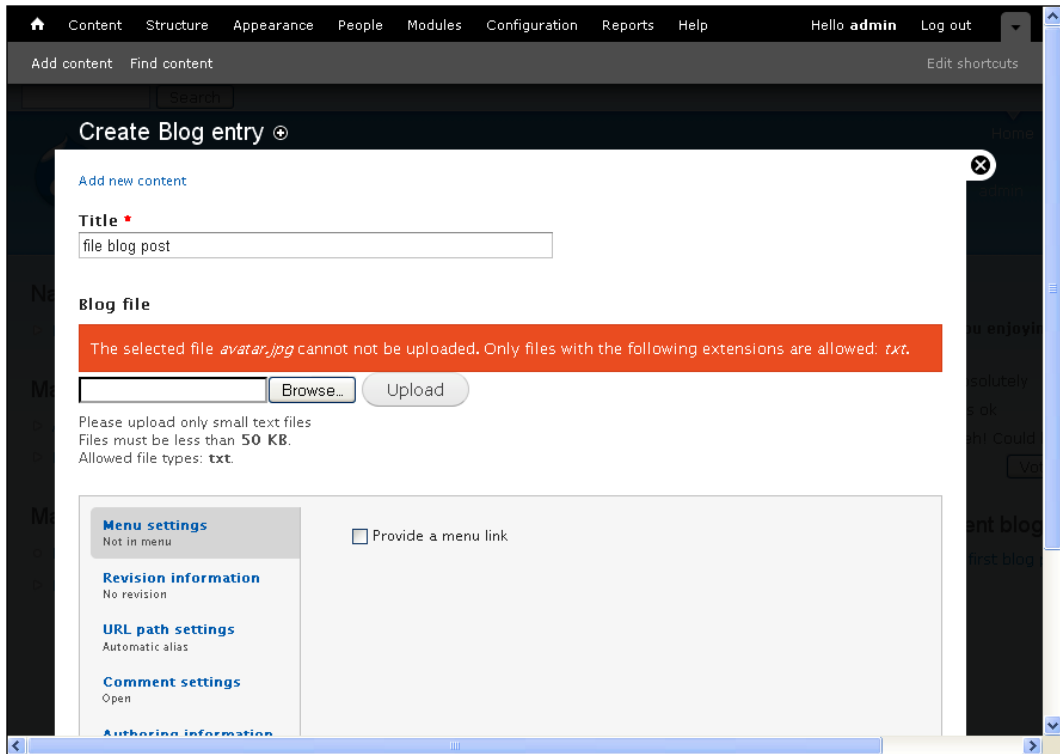 Content Structure Appearance People Modules Configuration Reports Help Hello admin Log out
Add content Find content Edit shortcuts
Search
Create Blog entry
Home
Add new content
admin
Title *
file blog post
Blog file
The selected file avatar.jpg cannot not be uploaded. Only files with the following extensions are allowed: txt.
Browse... Upload
Please upload only small text files
Files must be less than 50 KB.
Allowed file types: txt.
Menu settings
Not in menu
Provide a menu link
Revision information
No revision
URL path settings
Automatic alias
Comment settings
Open
Authoring information